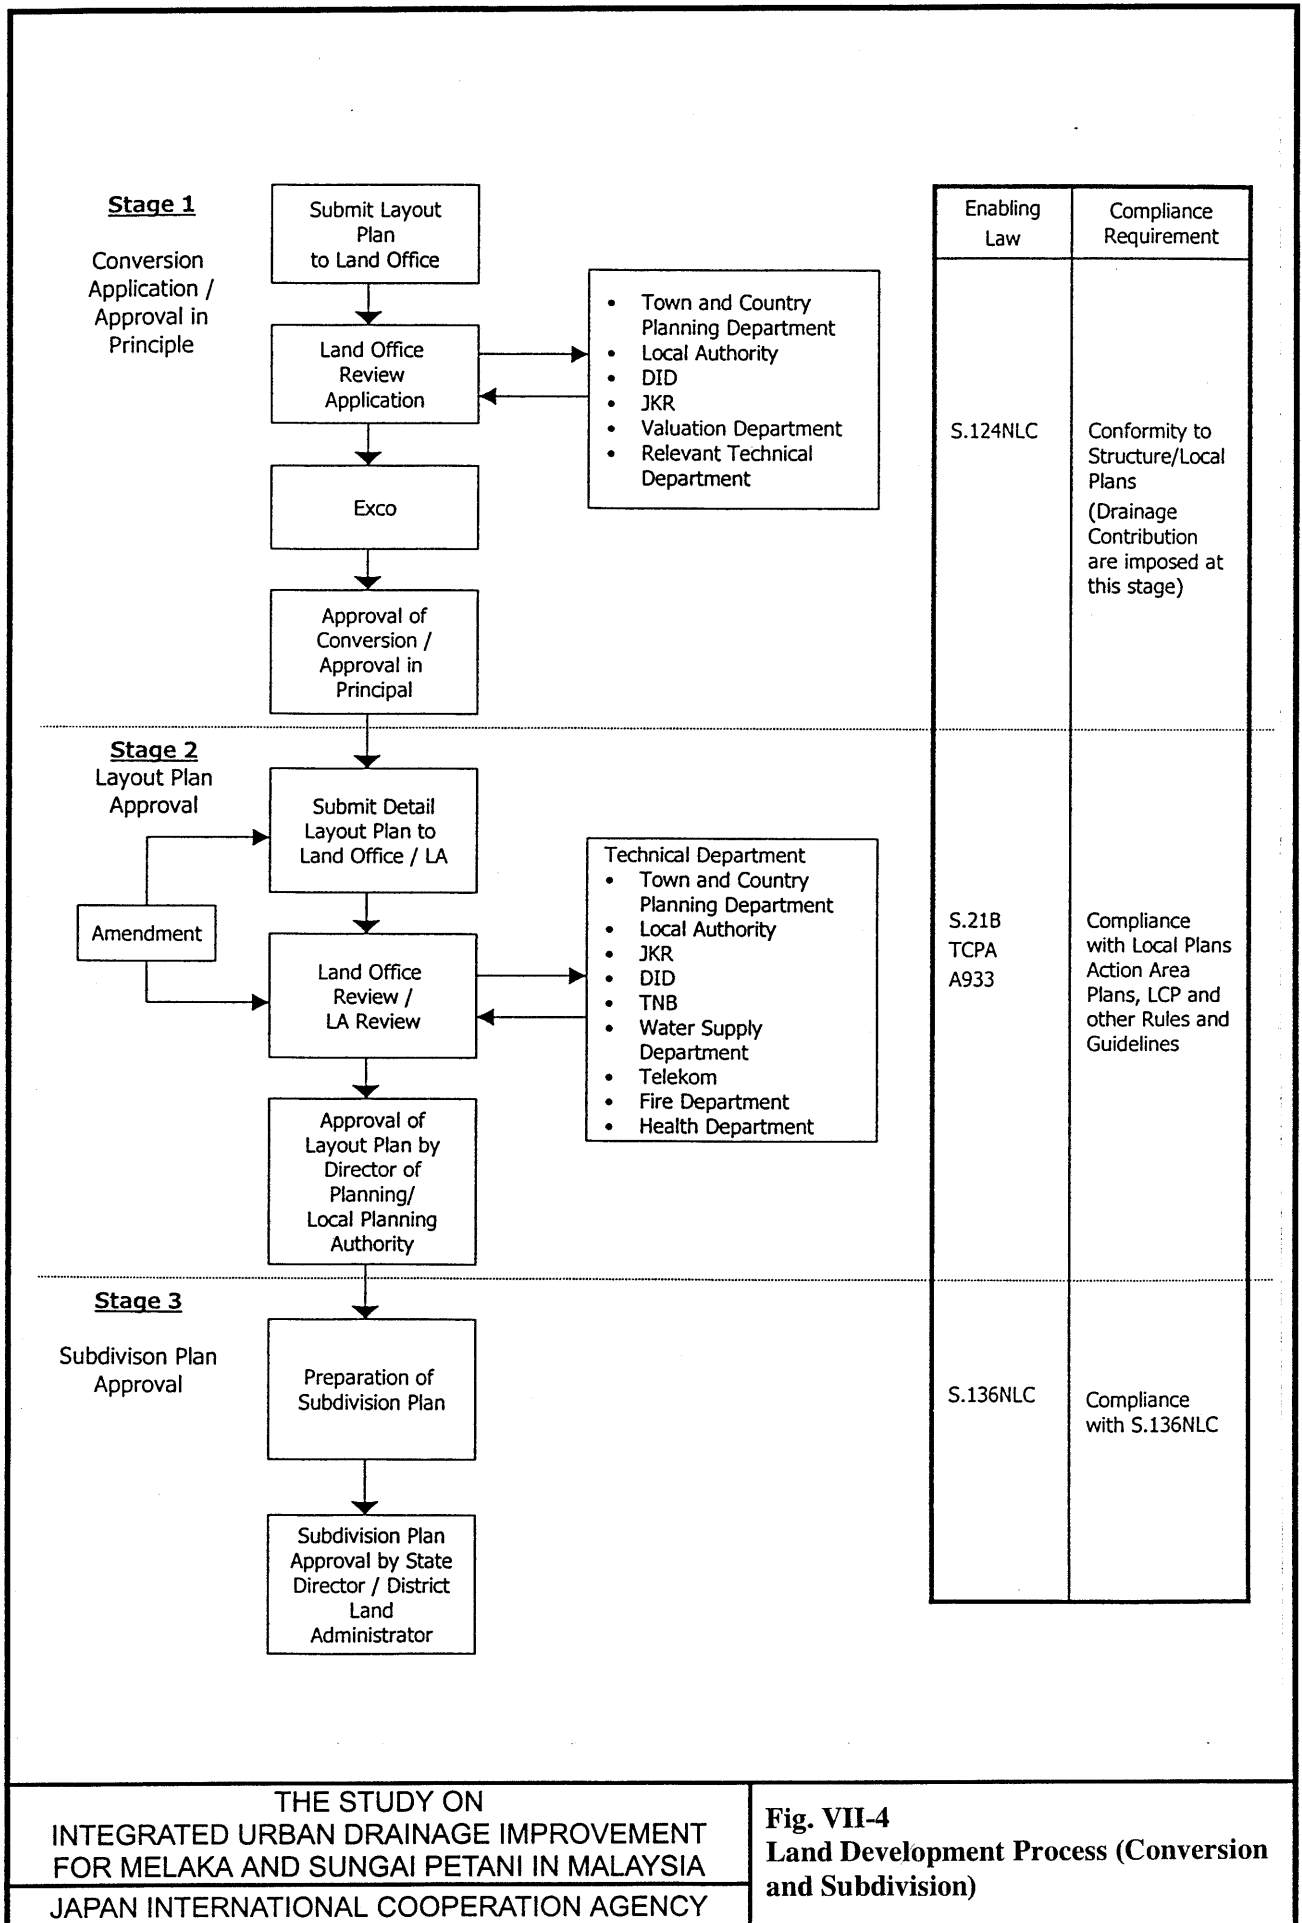 Stage 1
Conversion
Application /
Approval in
Principle
Submit Layout
Plan
to Land Office
Land Office
Review
Application
• Town and Country
Planning Department
• Local Authority
• DID
• JKR
• Valuation Department
• Relevant Technical
Department
Exco
Approval of
Conversion /
Approval in
Principal
Enabling
Law
Compliance
Requirement
S.124NLC
Conformity to
Structure/Local
Plans
(Drainage
Contribution
are imposed at
this stage)
Stage 2
Layout Plan
Approval
Submit Detail
Layout Plan to
Land Office / LA
Amendment
Land Office
Review /
LA Review
Technical Department
• Town and Country
Planning Department
• Local Authority
• JKR
• DID
• TNB
• Water Supply
Department
• Telekom
• Fire Department
• Health Department
Approval of
Layout Plan by
Director of
Planning/
Local Planning
Authority
S.21B
TCPA
A933
Compliance
with Local Plans
Action Area
Plans, LCP and
other Rules and
Guidelines
Stage 3
Subdivison Plan
Approval
Preparation of
Subdivision Plan
Subdivision Plan
Approval by State
Director / District
Land
Administrator
S.136NLC
Compliance
with S.136NLC
THE STUDY ON
INTEGRATED URBAN DRAINAGE IMPROVEMENT
FOR MELAKA AND SUNGAI PETANI IN MALAYSIA
JAPAN INTERNATIONAL COOPERATION AGENCY
Fig. VII-4
Land Development Process (Conversion
and Subdivision)